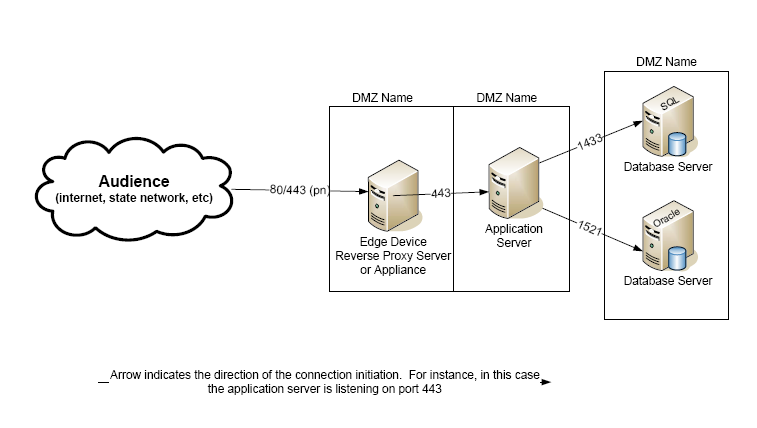 DMZ Name
DMZ Name
DMZ Name
SQL
Database Server
1433
Audience
(internet, state network, etc)
80/443 (pn)
443
Edge Device
Reverse Proxy Server
or Appliance
Application
Server
1521
Oracle
Database Server
Arrow indicates the direction of the connection initiation.  For instance, in this case
the application server is listening on port 443